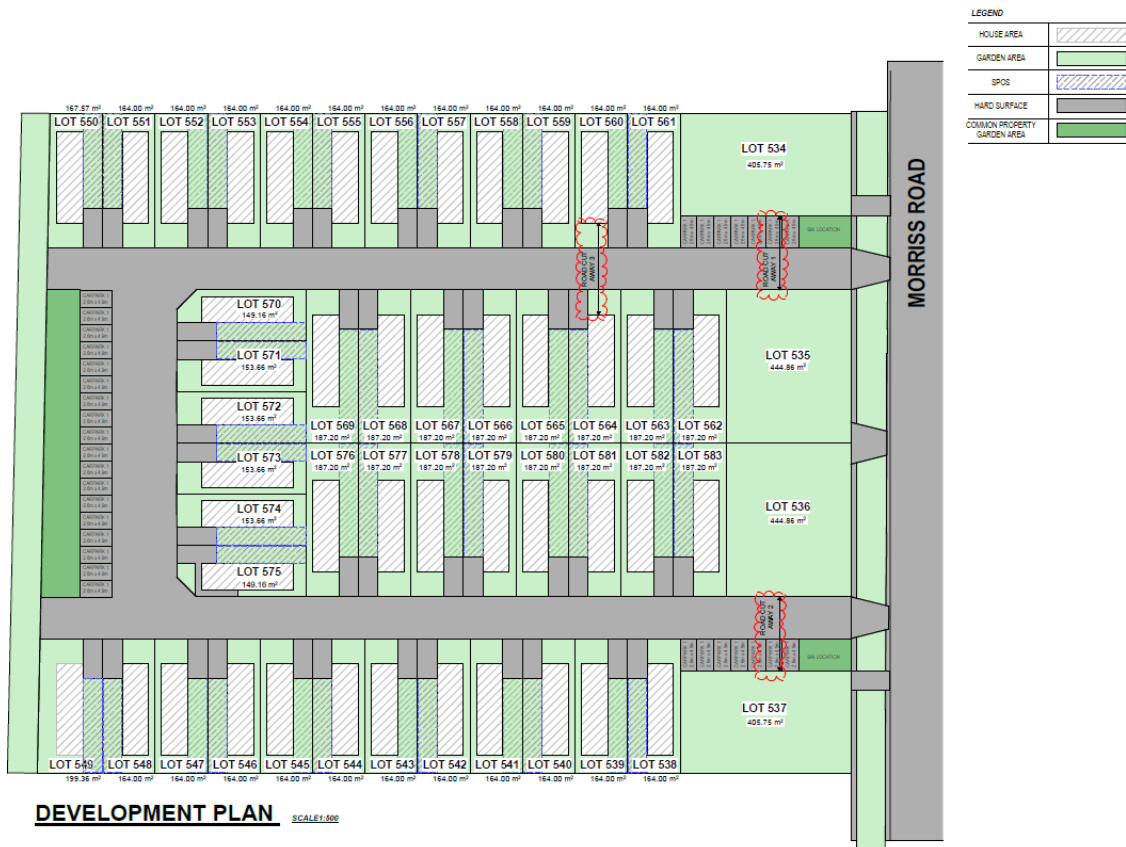 LEGEND
HOUSE AREA
GARDEN AREA
SPOS
HARD SURFACE
COMMON PROPERTY
GARDEN AREA
167.57 m² 164.00 m² 164.00 m² 164.00 m² 164.00 m² 164.00 m² 164.00 m² 164.00 m² 164.00 m² 164.00 m² 164.00 m² 164.00 m²
LOT 550 LOT 551 LOT 552 LOT 553 LOT 554 LOT 555 LOT 556 LOT 557 LOT 558 LOT 559 LOT 560 LOT 561
LOT 534
405.75 m²
MORRISS ROAD
BIN LOCATION
ROAD CUT
AWAY 3
ROAD CUT
AWAY 1
LOT 570
149.16 m²
LOT 571
153.66 m²
LOT 572
153.66 m²
LOT 573
153.66 m²
LOT 574
153.66 m²
LOT 575
149.16 m²
LOT 535
444.86 m²
LOT 569 LOT 568 LOT 567 LOT 566 LOT 565 LOT 564 LOT 563 LOT 562
187.20 m² 187.20 m² 187.20 m² 187.20 m² 187.20 m² 187.20 m² 187.20 m² 187.20 m²
LOT 576 LOT 577 LOT 578 LOT 579 LOT 580 LOT 581 LOT 582 LOT 583
187.20 m² 187.20 m² 187.20 m² 187.20 m² 187.20 m² 187.20 m² 187.20 m² 187.20 m²
LOT 536
444.86 m²
ROAD CUT
AWAY 2
BIN LOCATION
LOT 537
405.75 m²
LOT 549 LOT 548 LOT 547 LOT 546 LOT 545 LOT 544 LOT 543 LOT 542 LOT 541 LOT 540 LOT 539 LOT 538
199.36 m² 164.00 m² 164.00 m² 164.00 m² 164.00 m² 164.00 m² 164.00 m² 164.00 m² 164.00 m² 164.00 m² 164.00 m² 164.00 m²
DEVELOPMENT PLAN SCALE1:500